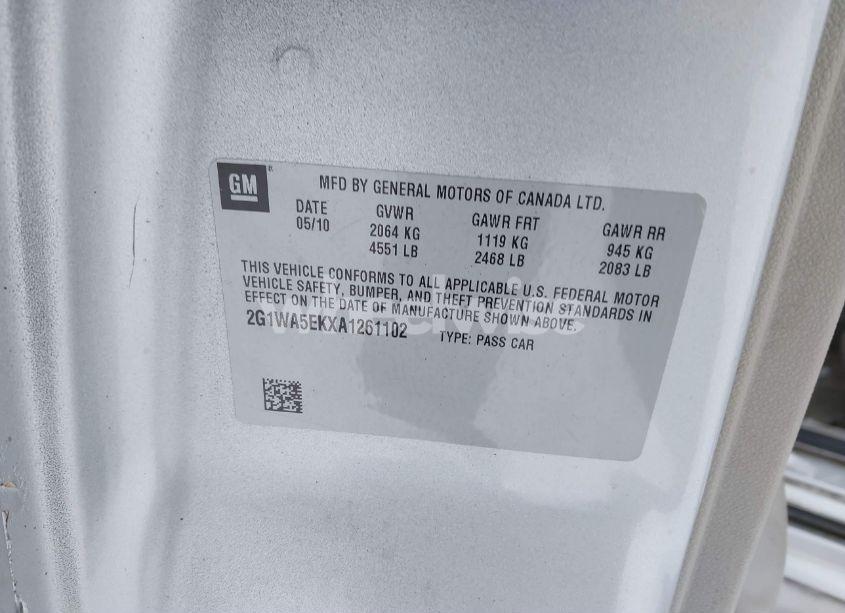 GM
MFD BY GENERAL MOTORS OF CANADA LTD.
DATE GVWR GAWR FRT GAWR RR
05/10 2064 KG 1119 KG 945 KG
4551 LB 2468 LB 2083 LB
THIS VEHICLE CONFORMS TO ALL APPLICABLE U.S. FEDERAL MOTOR
VEHICLE SAFETY, BUMPER, AND THEFT PREVENTION STANDARDS IN
EFFECT ON THE DATE OF MANUFACTURE SHOWN ABOVE.
2G1WA5EKXA1261102 TYPE: PASS CAR